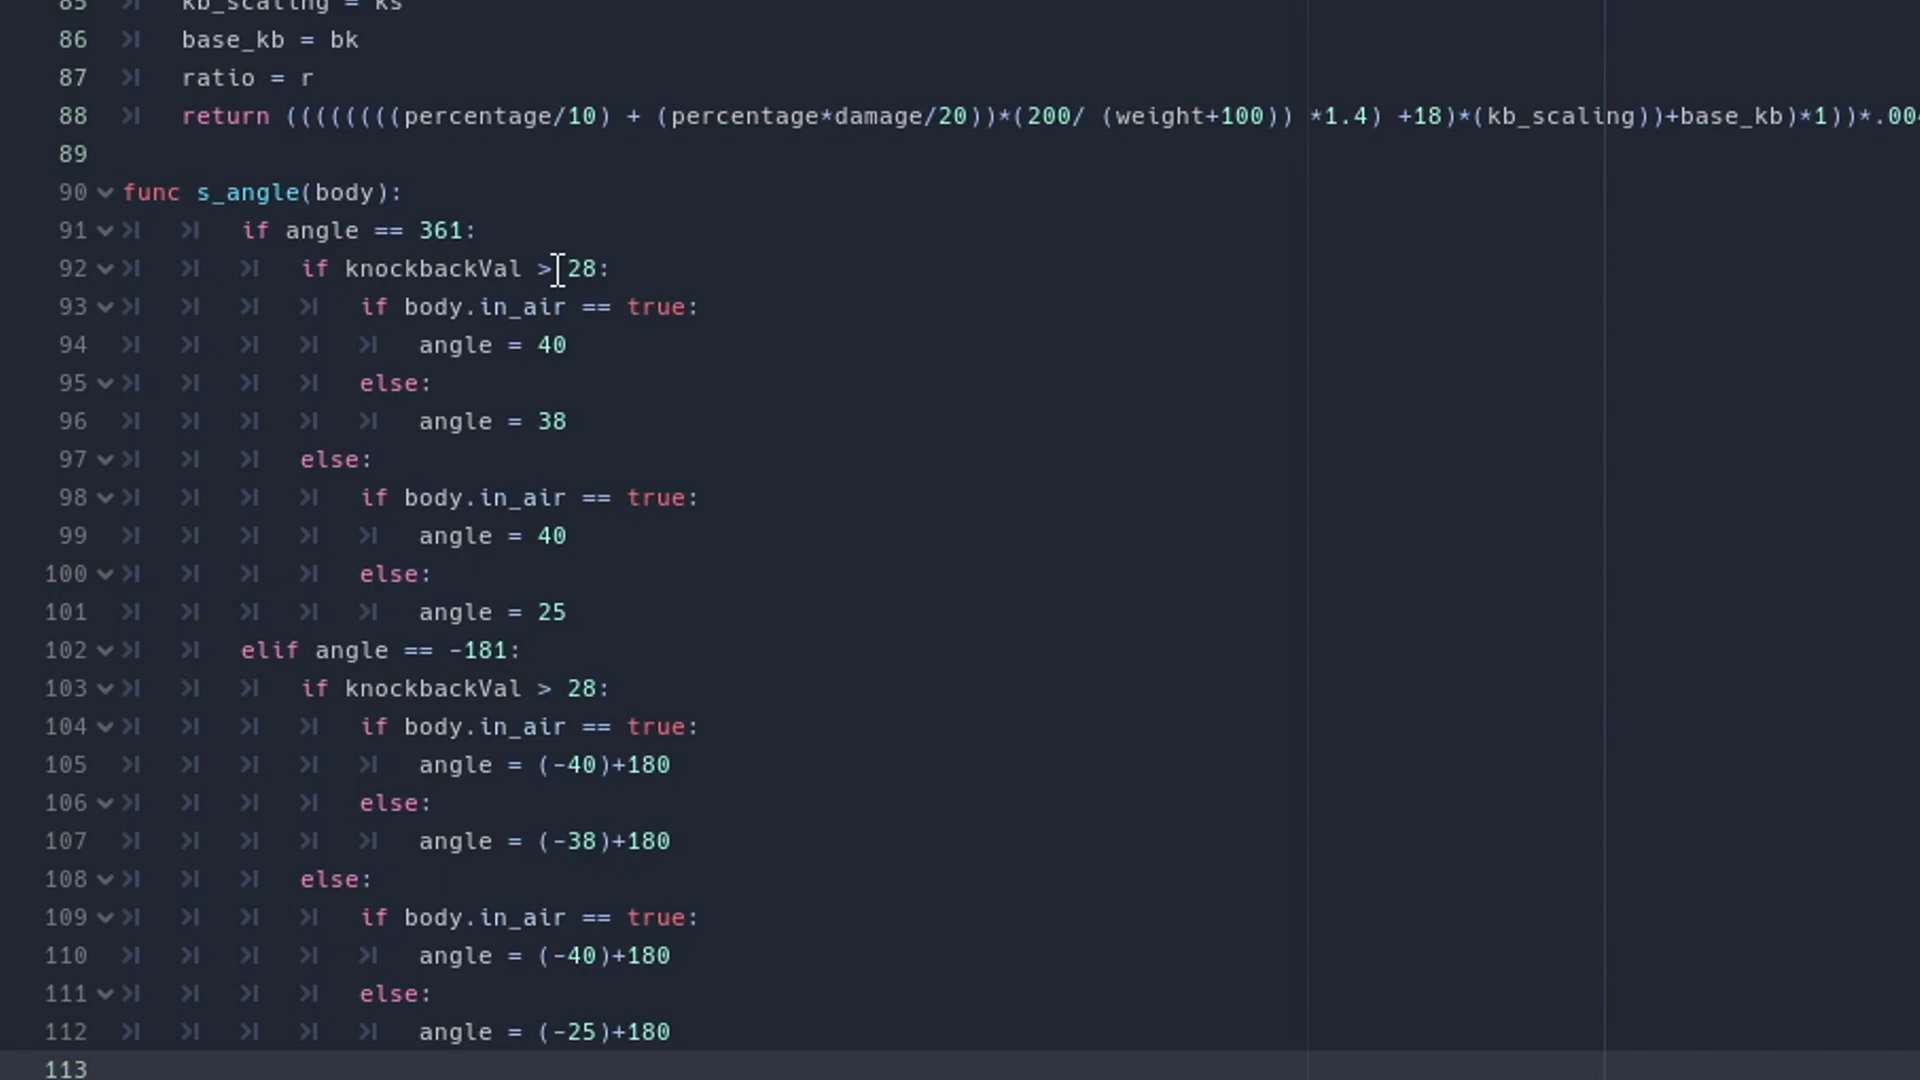 85 kb_scaling = ks
86 base_kb = bk
87 ratio = r
88 return ((((((((percentage/10) + (percentage*damage/20))*(200/ (weight+100)) *1.4) +18)*(kb_scaling))+base_kb)*1))*.004
89
90 func s_angle(body):
91 if angle == 361:
92 if knockbackVal > 28:
93 if body.in_air == true:
94 angle = 40
95 else:
96 angle = 38
97 else:
98 if body.in_air == true:
99 angle = 40
100 else:
101 angle = 25
102 elif angle == -181:
103 if knockbackVal > 28:
104 if body.in_air == true:
105 angle = (-40)+180
106 else:
107 angle = (-38)+180
108 else:
109 if body.in_air == true:
110 angle = (-40)+180
111 else:
112 angle = (-25)+180
113